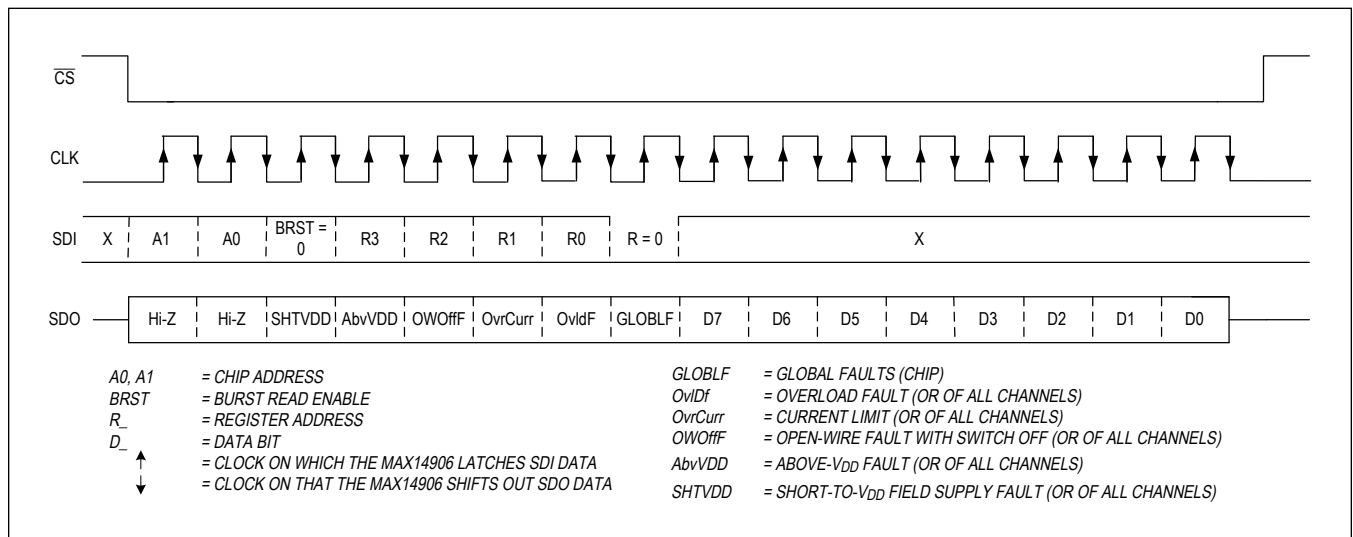 CS
CLK
SDI X A1 A0 BRST = 0 R3 R2 R1 R0 R = 0 X
SDO Hi-Z Hi-Z SHTVDD AbvVDD OWOffF OvrCurr OvldF GLOBLF D7 D6 D5 D4 D3 D2 D1 D0
A0, A1 = CHIP ADDRESS
BRST = BURST READ ENABLE
R_ = REGISTER ADDRESS
D_ = DATA BIT
= CLOCK ON WHICH THE MAX14906 LATCHES SDI DATA
= CLOCK ON THAT THE MAX14906 SHIFTS OUT SDO DATA
GLOBLF = GLOBAL FAULTS (CHIP)
OvlDf = OVERLOAD FAULT (OR OF ALL CHANNELS)
OvrCurr = CURRENT LIMIT (OR OF ALL CHANNELS)
OWOffF = OPEN-WIRE FAULT WITH SWITCH OFF (OR OF ALL CHANNELS)
AbvVDD = ABOVE-VDD FAULT (OR OF ALL CHANNELS)
SHTVDD = SHORT-TO-VDD FIELD SUPPLY FAULT (OR OF ALL CHANNELS)